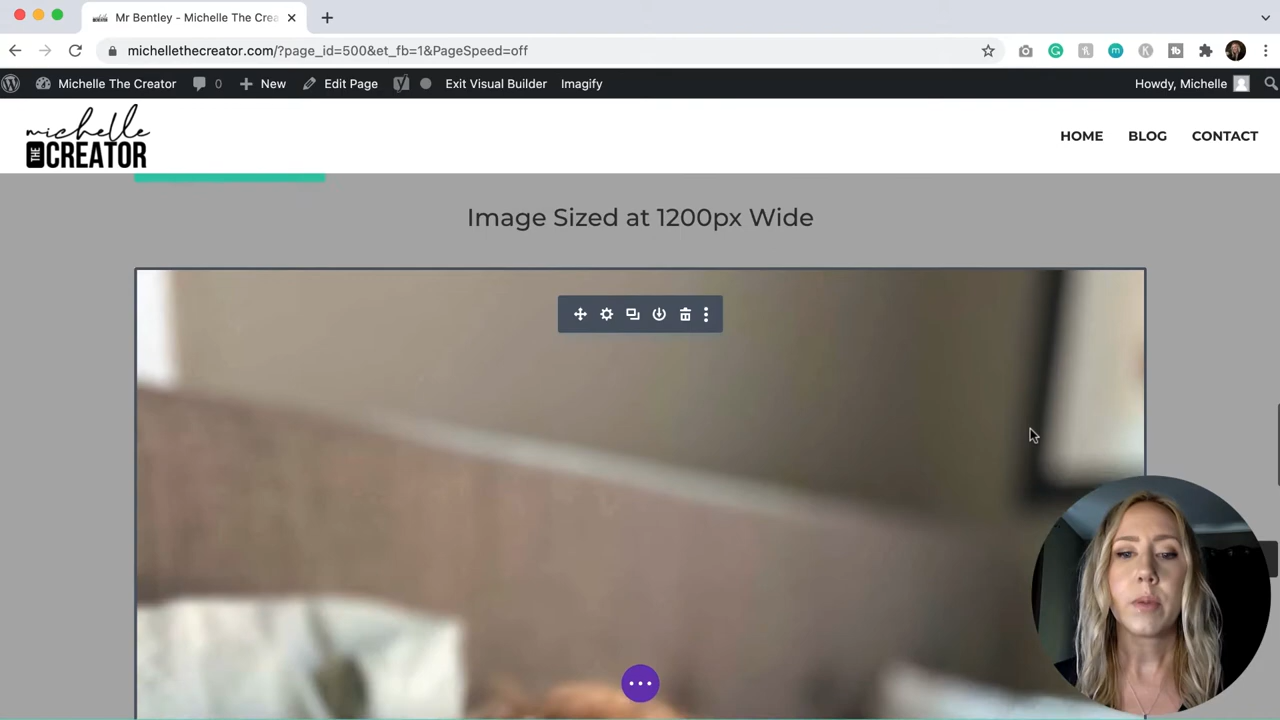 Mr Bentley - Michelle The Crea
michellethecreator.com/?page_id=500&et_fb=1&PageSpeed=off
Michelle The Creator 0 New Edit Page Exit Visual Builder Imagify Howdy, Michelle
michelle
THE CREATOR
HOME BLOG CONTACT
Image Sized at 1200px Wide